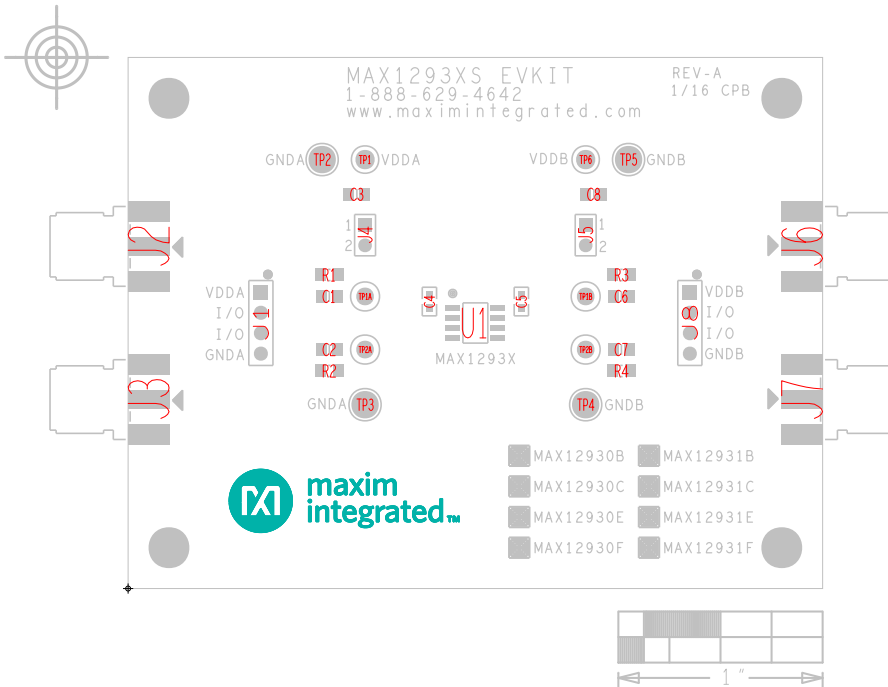 MAX1293XS EVKIT
1-888-629-4642
www.maximintegrated.com
REV-A
1/16 CPB
GNDA TP2 TP1 VDDA
VDDB TP6 TP5 GNDB
C3 C8
J2 1 J4 2
J5 1 2 J6
R1 R3
VDDA C1 TP1A C4 C5 TP1B C6 VDDB
I/O J1 U1 J8 I/O
I/O I/O
GNDA C2 TP2A TP2B C7 GNDB
MAX1293X
R2 R4
J3 GNDA TP3 TP4 GNDB J7
MAX12930B MAX12931B
MAX12930C MAX12931C
MAX12930E MAX12931E
MAX12930F MAX12931F
maxim
integrated™
1 "